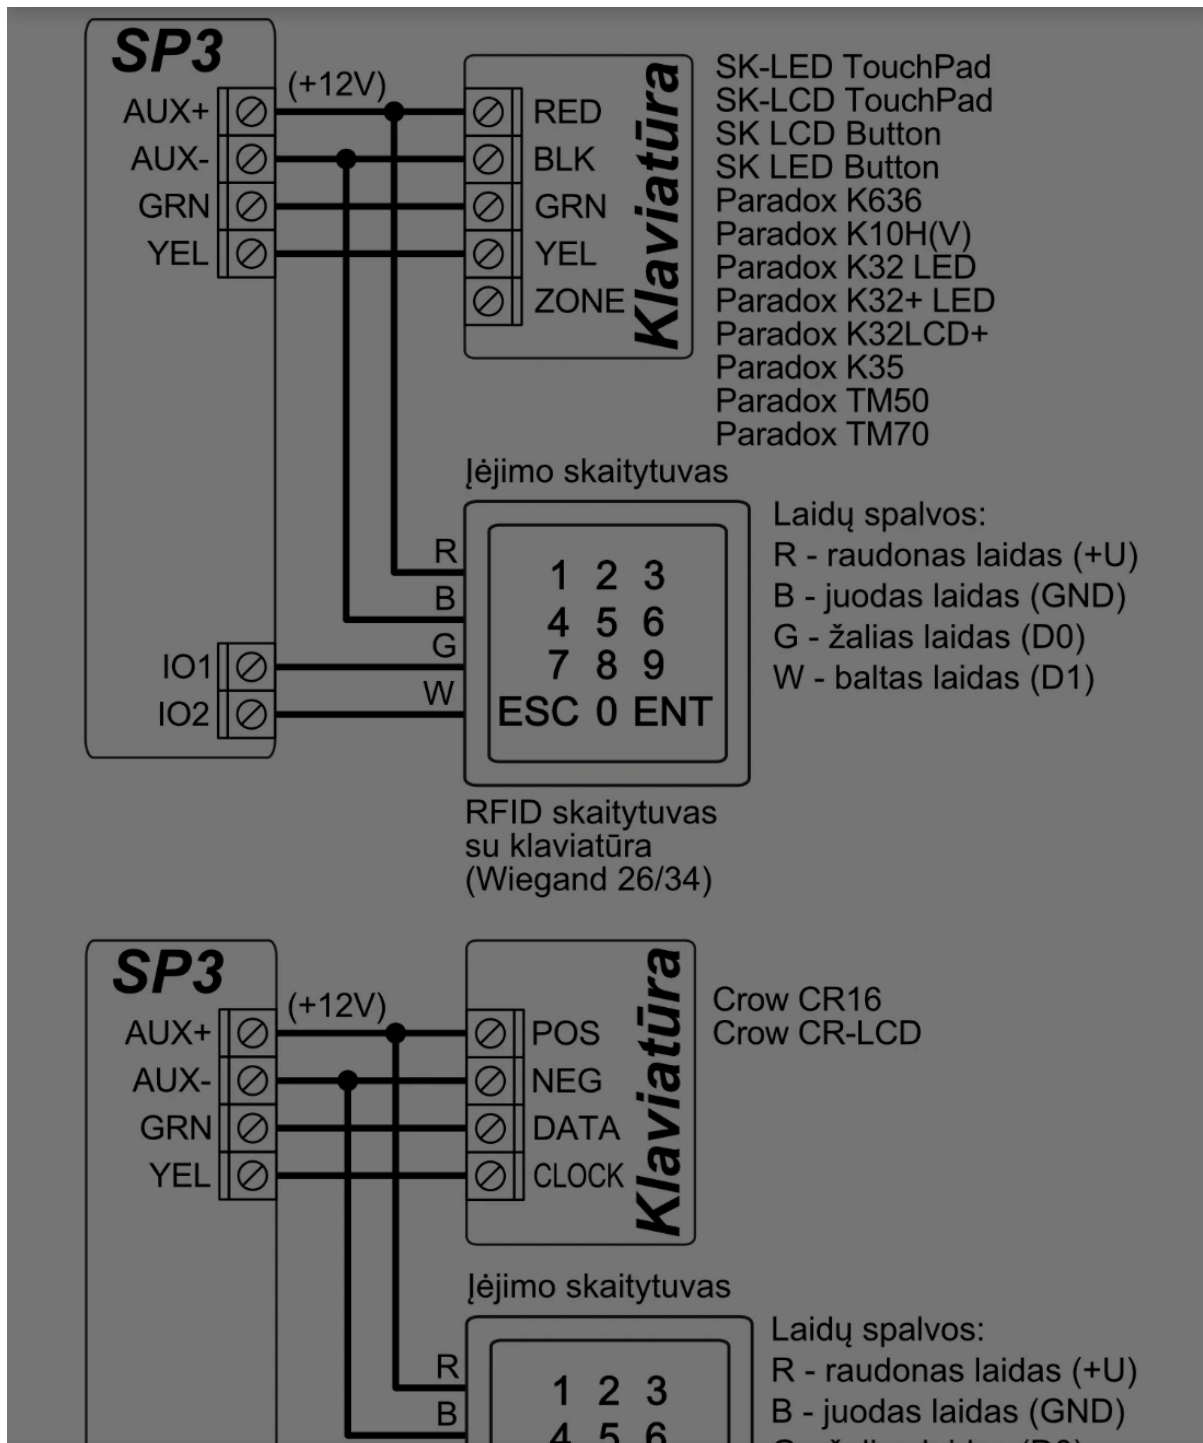 SP3
(+12V)
AUX+
AUX-
GRN
YEL
RED
BLK
GRN
YEL
ZONE
Klaviatūra
SK-LED TouchPad
SK-LCD TouchPad
SK LCD Button
SK LED Button
Paradox K636
Paradox K10H(V)
Paradox K32 LED
Paradox K32+ LED
Paradox K32LCD+
Paradox K35
Paradox TM50
Paradox TM70
Įėjimo skaitytuvas
R
B
G
W
IO1
IO2
1 2 3
4 5 6
7 8 9
ESC 0 ENT
Laidų spalvos:
R - raudonas laidas (+U)
B - juodas laidas (GND)
G - žalias laidas (D0)
W - baltas laidas (D1)
RFID skaitytuvas
su klaviatūra
(Wiegand 26/34)
SP3
(+12V)
AUX+
AUX-
GRN
YEL
POS
NEG
DATA
CLOCK
Klaviatūra
Crow CR16
Crow CR-LCD
Įėjimo skaitytuvas
R
B
1 2 3
4 5 6
Laidų spalvos:
R - raudonas laidas (+U)
B - juodas laidas (GND)